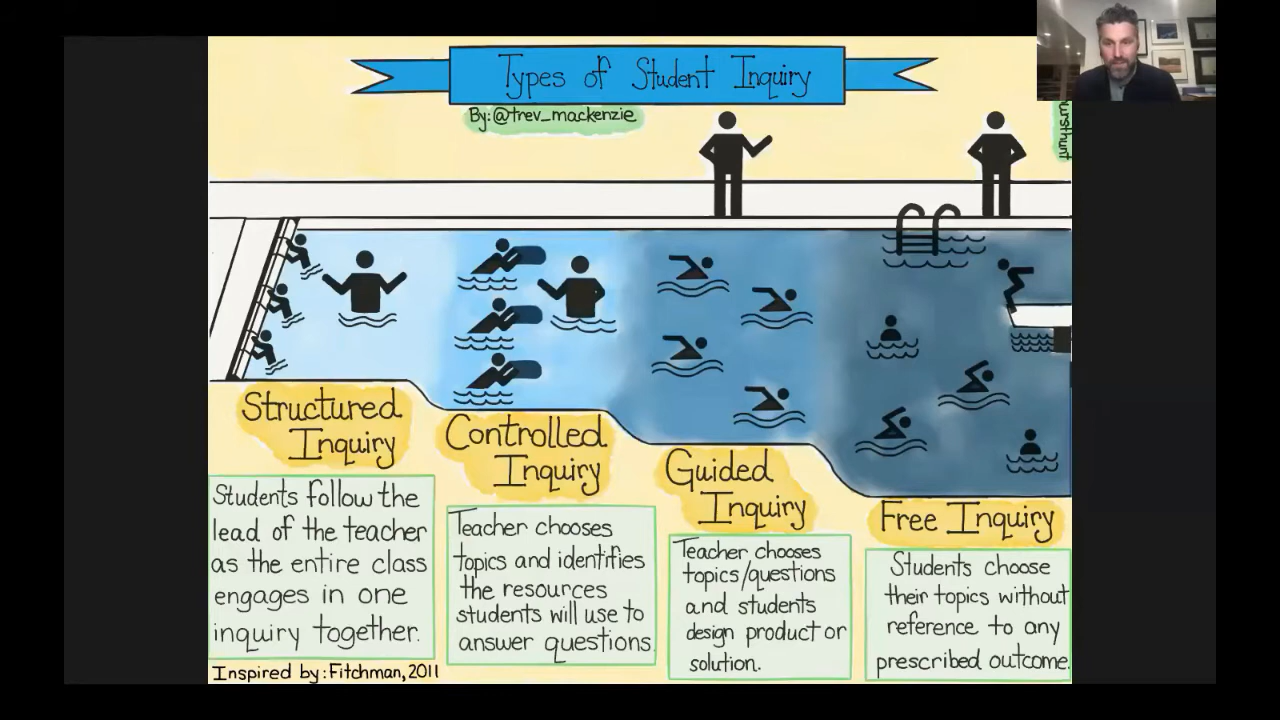 Types of Student Inquiry
By: @trev_mackenzie
Structured
Inquiry
Students follow the
lead of the teacher
as the entire class
engages in one
inquiry together.
Controlled
Inquiry
Teacher chooses
topics and identifies
the resources
students will use to
answer questions.
Guided
Inquiry
Teacher chooses
topics/questions
and students
design product or
solution.
Free Inquiry
Students choose
their topics without
reference to any
prescribed outcome.
Inspired by: Fitchman, 2011